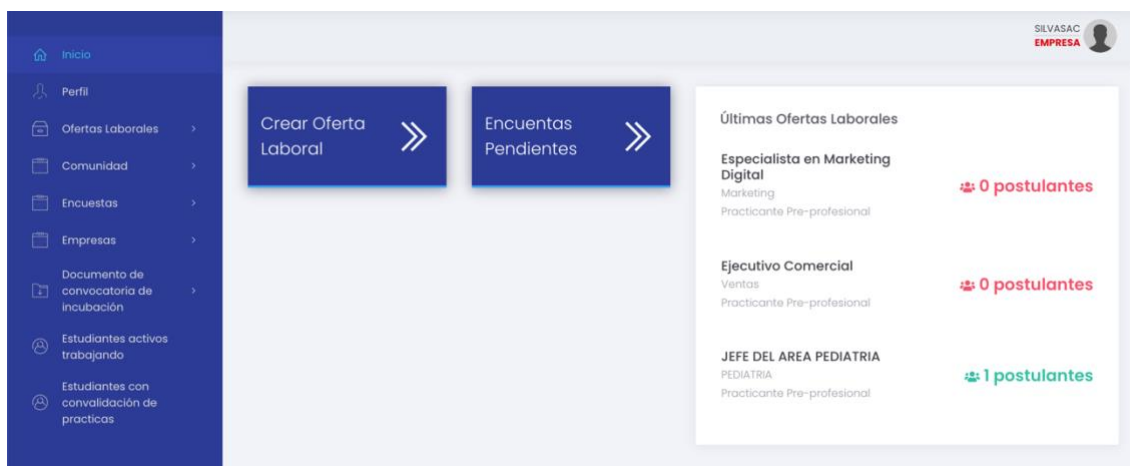 SILVASAC
EMPRESA
Inicio
Perfil
Ofertas Laborales
Comunidad
Encuestas
Empresas
Documento de
convocatoria de
incubación
Estudiantes activos
trabajando
Estudiantes con
convalidación de
practicas
Crear Oferta
Laboral
Encuentas
Pendientes
Últimas Ofertas Laborales
Especialista en Marketing
Digital
Marketing
Practicante Pre-profesional
0 postulantes
Ejecutivo Comercial
Ventas
Practicante Pre-profesional
0 postulantes
JEFE DEL AREA PEDIATRIA
PEDIATRIA
Practicante Pre-profesional
1 postulantes